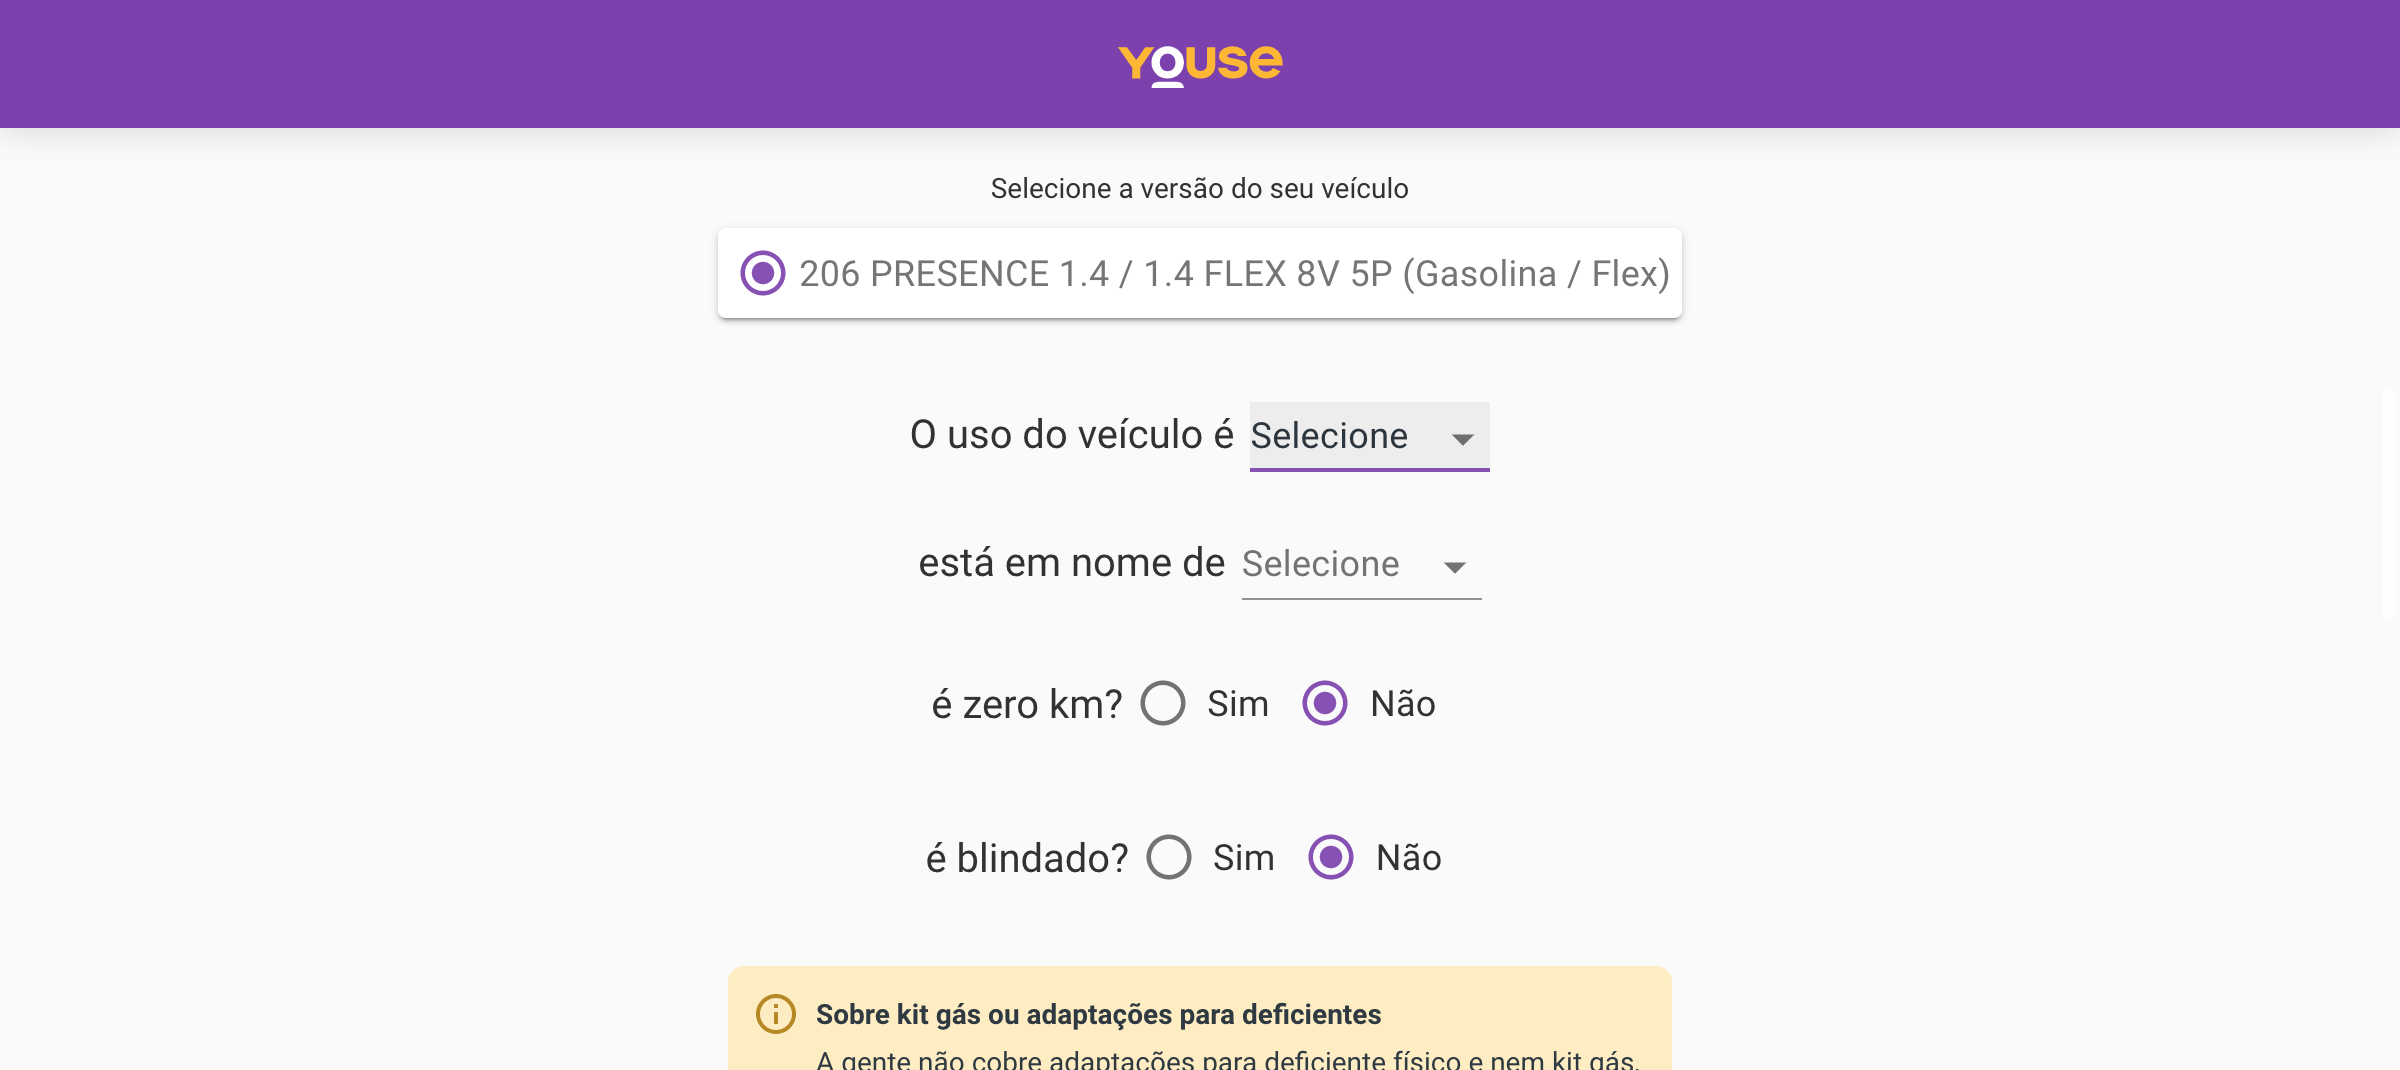 Youse
Selecione a versão do seu veículo
206 PRESENCE 1.4 / 1.4 FLEX 8V 5P (Gasolina / Flex)
O uso do veículo é Selecione
está em nome de Selecione
é zero km? Sim Não
é blindado? Sim Não
Sobre kit gás ou adaptações para deficientes
A gente não cobre adaptações para deficiente físico e nem kit gás.